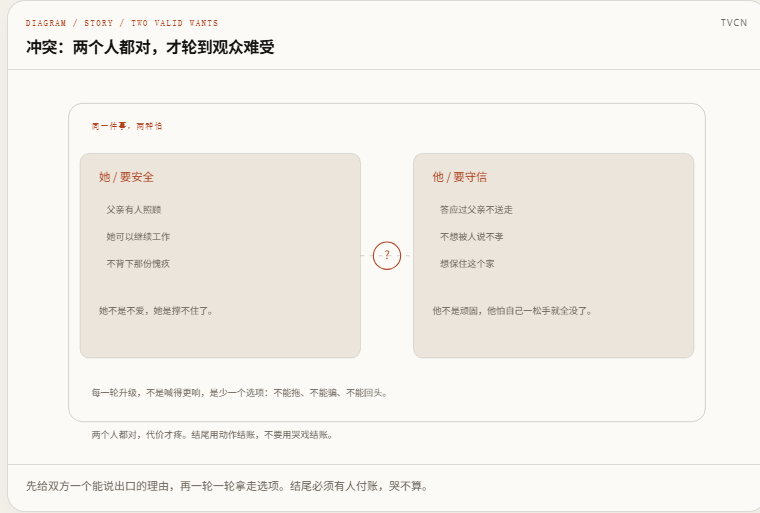 DIAGRAM / STORY / TWO VALID WANTS
TVCN
冲突：两个人都对，才轮到观众难受
同一件事，两种怕
她 / 要安全
父亲有人照顾
她可以继续工作
不背下那份愧疚
她不是不爱，她是撑不住了。
?
他 / 要守信
答应过父亲不送走
不想被人说不孝
想保住这个家
他不是顽固，他怕自己一松手就全没了。
每一轮升级，不是喊得更响，是少一个选项：不能拖、不能骗、不能回头。
两个人都对，代价才疼。结尾用动作结账，不要用哭戏结账。
先给双方一个能说出口的理由，再一轮一轮拿走选项。结尾必须有人付账，哭不算。